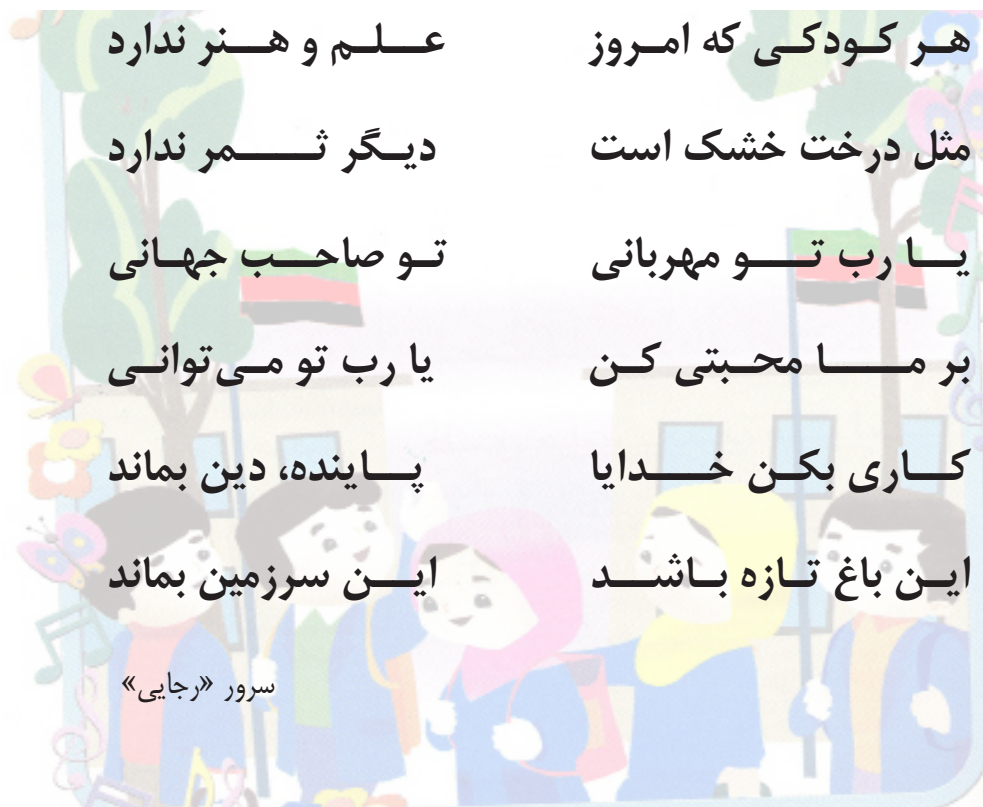 هر کودکی که امروز علم و هنر ندارد
مثل درخت خشک است دیگر ثمر ندارد
یا رب تو مهربانی تو صاحب جهانی
بر ما محبتی کن یا رب تو می‌توانی
کاری بکن خدایا پاینده، دین بماند
این باغ تازه باشد این سرزمین بماند
سرور «رجایی»